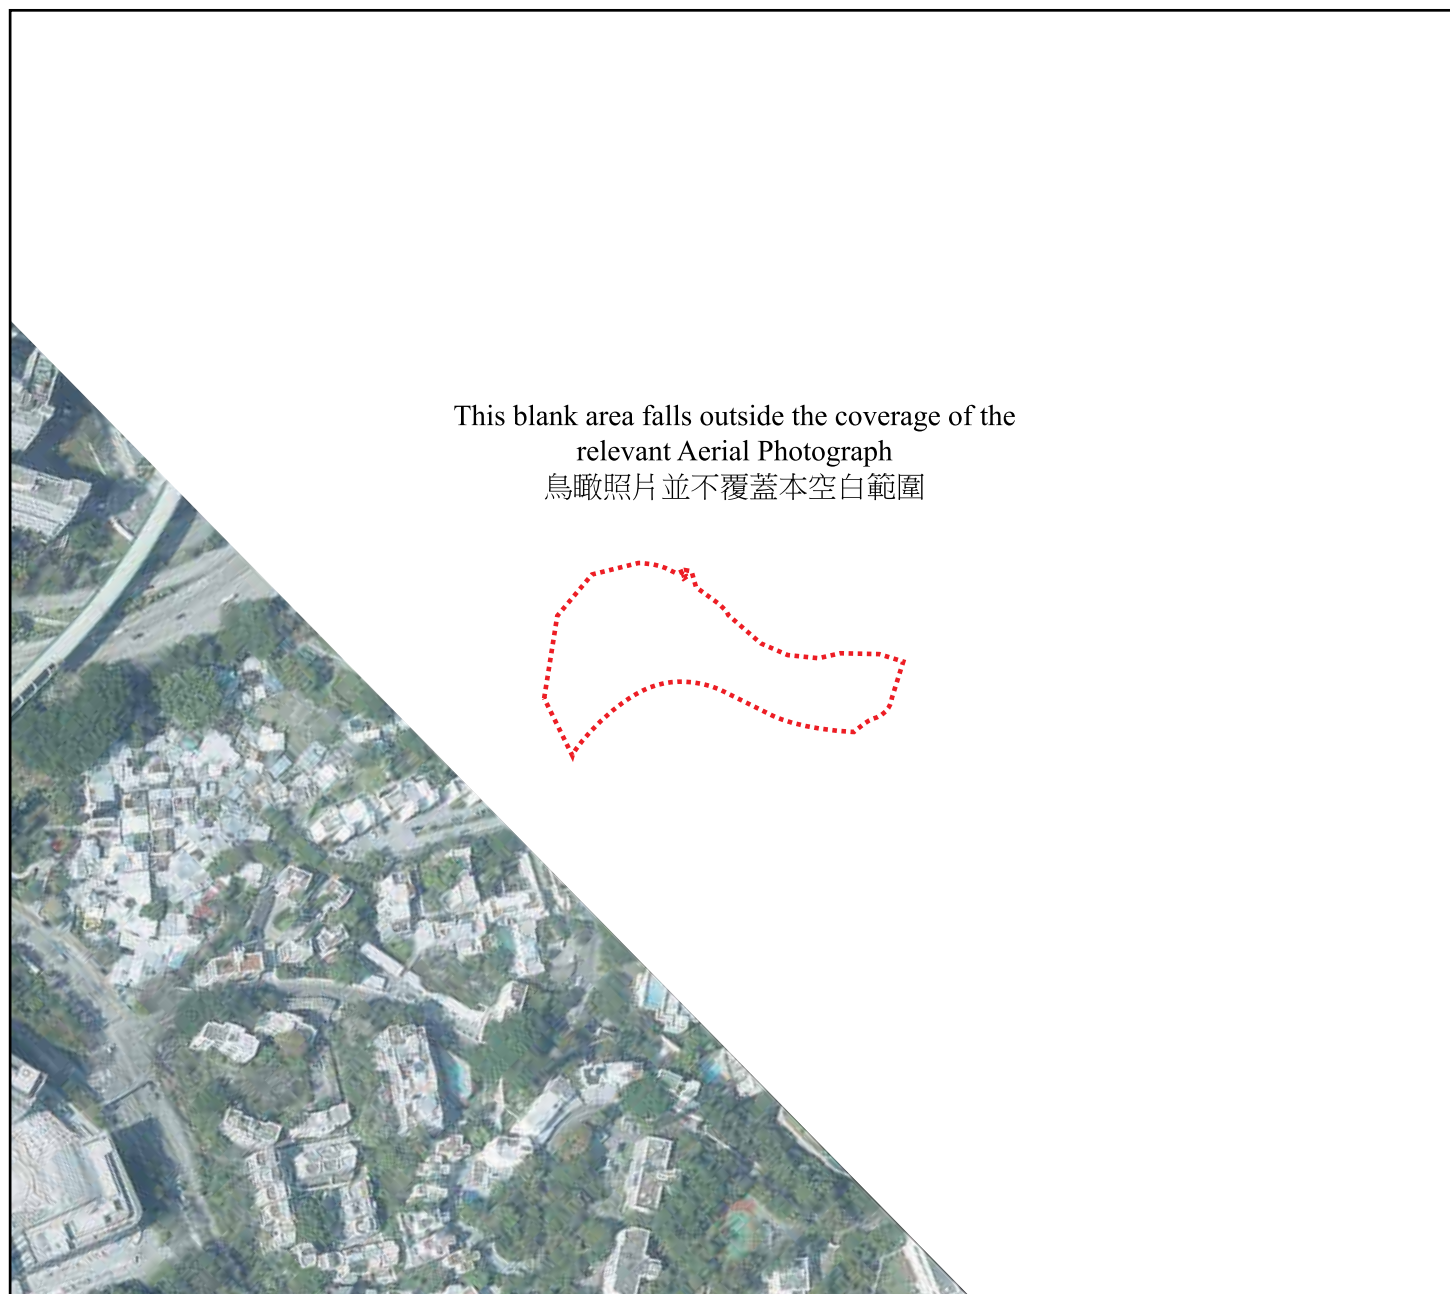 This blank area falls outside the coverage of the
relevant Aerial Photograph
鳥瞰照片並不覆蓋本空白範圍